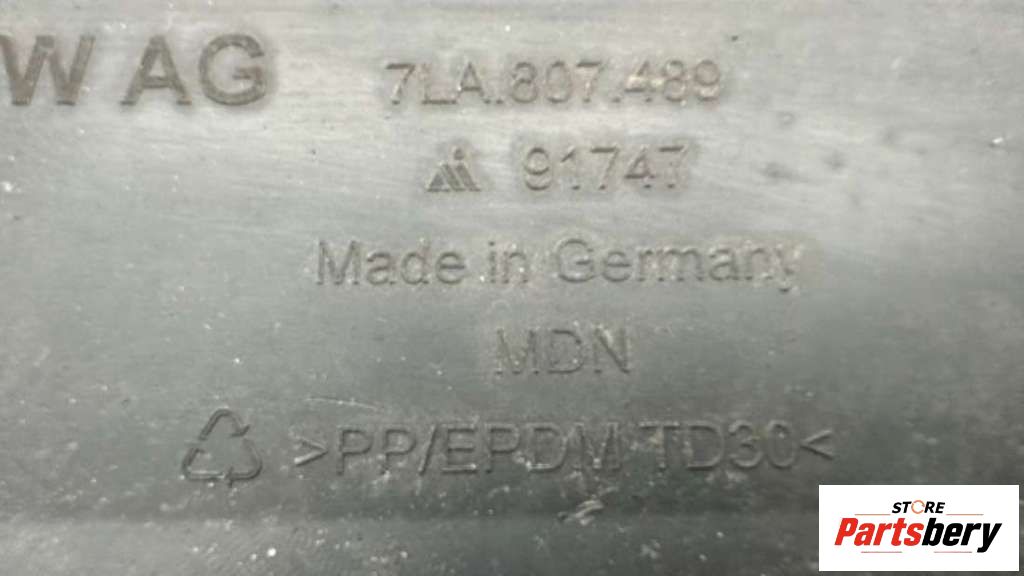 W AG 7LA.807.489
91747
Made in Germany
MDN
>PP/EPDM TD30<
STORE
Partsbery